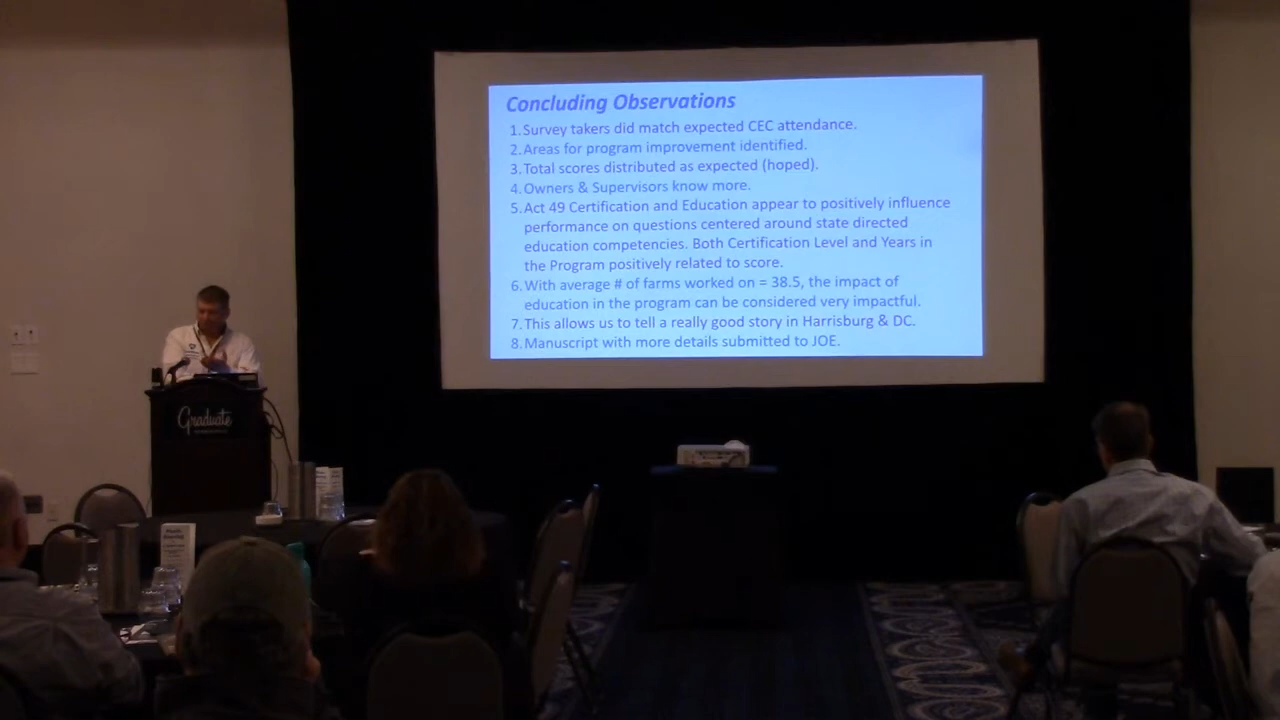 Concluding Observations
1. Survey takers did match expected CEC attendance.
2. Areas for program improvement identified.
3. Total scores distributed as expected (hoped).
4. Owners & Supervisors know more.
5. Act 49 Certification and Education appear to positively influence
performance on questions centered around state directed
education competencies. Both Certification Level and Years in
the Program positively related to score.
6. With average # of farms worked on = 38.5, the impact of
education in the program can be considered very impactful.
7. This allows us to tell a really good story in Harrisburg & DC.
8. Manuscript with more details submitted to JOE.
Graduate